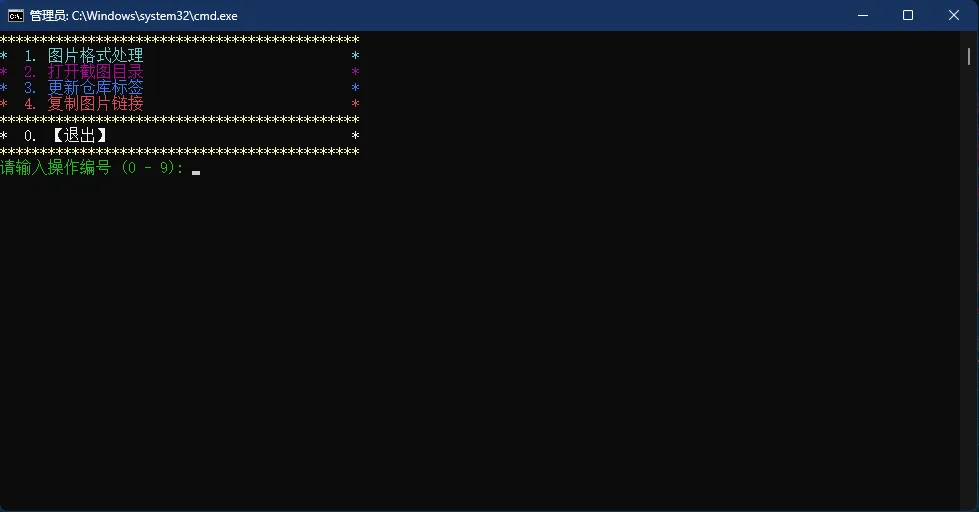 管理员: C:\Windows\system32\cmd.exe
*********************************************
* 1. 图片格式处理 *
* 2. 打开截图目录 *
* 3. 更新仓库标签 *
* 4. 复制图片链接 *
*********************************************
* 0. 【退出】 *
*********************************************
请输入操作编号 (0 - 9):